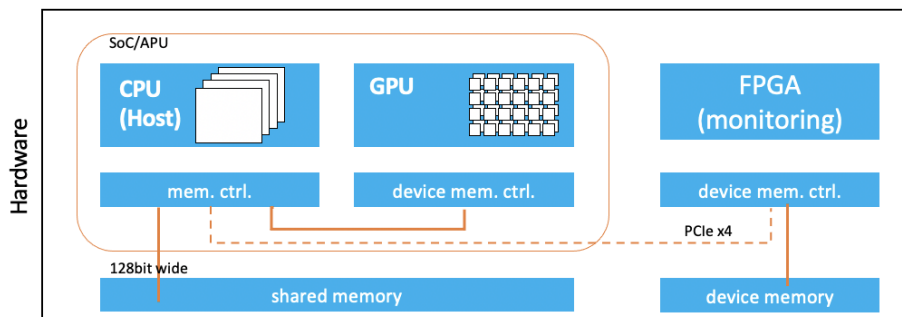 Hardware
SoC/APU
CPU
(Host)
GPU
FPGA
(monitoring)
mem. ctrl.
device mem. ctrl.
device mem. ctrl.
PCIe x4
128bit wide
shared memory
device memory